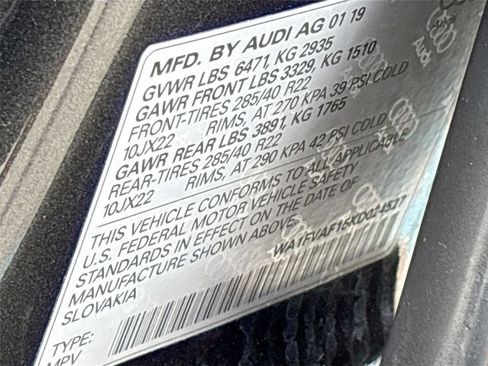 MFD. BY AUDI AG 01 19
GVWR LBS 6471, KG 2935
GAWR FRONT LBS 3329, KG 1510
FRONT-TIRES 285/40 R22
10JX22 RIMS, AT 270 KPA 39 PSI COLD
GAWR REAR LBS 3891, KG 1765
REAR-TIRES 285/40 R22
10JX22 RIMS, AT 290 KPA 42 PSI COLD
THIS VEHICLE CONFORMS TO ALL APPLICABLE
U.S. FEDERAL MOTOR VEHICLE SAFETY
STANDARDS IN EFFECT ON THE DATE OF
MANUFACTURE SHOWN ABOVE.
SLOVAKIA
WA1FVAF16KD024527
TYPE:
MPV
Audi